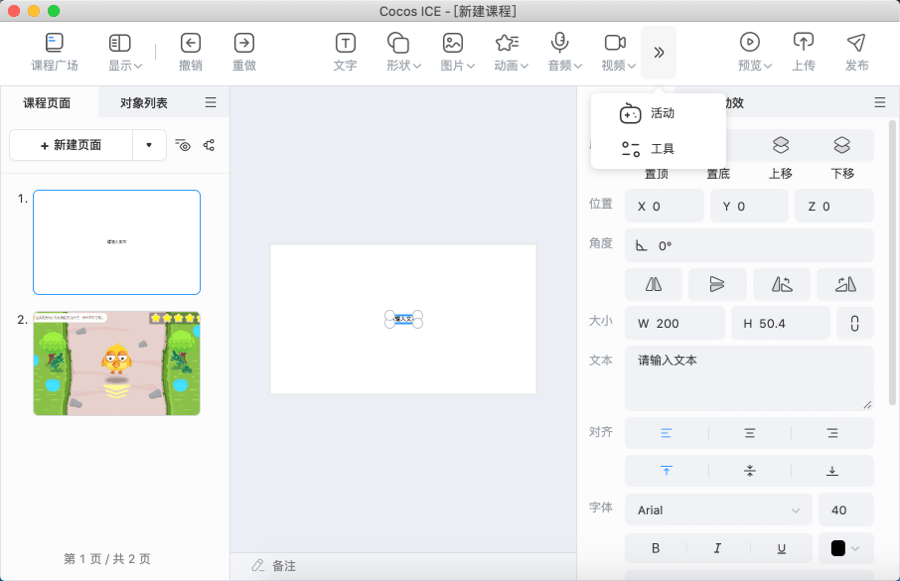 Cocos ICE - [新建课程]
课程广场
显示
撤销
重做
文字
形状
图片
动画
音频
视频
预览
上传
发布
课程页面
对象列表
+ 新建页面
1.
2.
第 1 页 / 共 2 页
备注
活动
工具
动效
置顶
置底
上移
下移
位置
X 0
Y 0
Z 0
角度
0°
大小
W 200
H 50.4
文本
请输入文本
对齐
字体
Arial
40
B
I
U